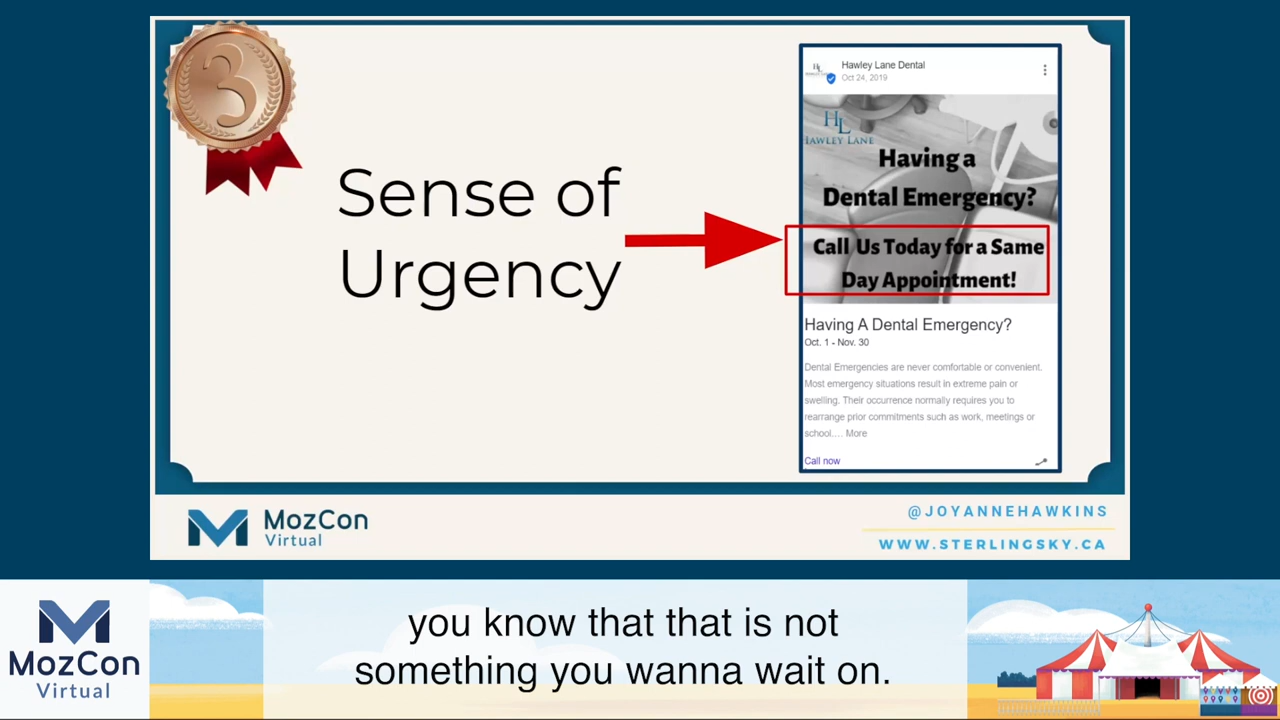 3
Sense of
Urgency
Hawley Lane Dental
Oct 24, 2019
HL
HAWLEY LANE
Having a
Dental Emergency?
Call Us Today for a Same
Day Appointment!
Having A Dental Emergency?
Oct. 1 - Nov. 30
Dental Emergencies are never comfortable or convenient.
Most emergency situations result in extreme pain or
swelling. Their occurrence normally requires you to
rearrange prior commitments such as work, meetings or
school.... More
Call now
MozCon
Virtual
@JOYANNEHAWKINS
WWW.STERLINGSKY.CA
MozCon
Virtual
you know that that is not
something you wanna wait on.